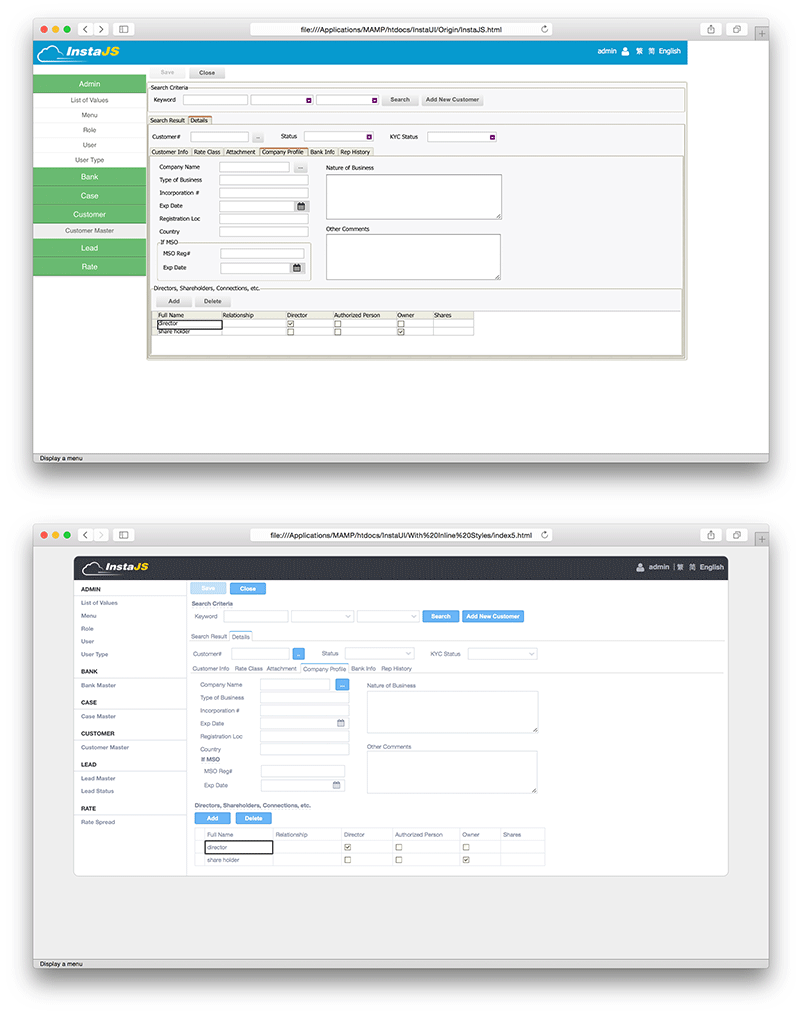 file:///Applications/MAMP/htdocs/InstaUI/Origin/InstaJS.html
InstaJS
admin 繁 简 English
Save Close
Admin
List of Values
Menu
Role
User
User Type
Bank
Case
Customer
Customer Master
Lead
Rate
Search Criteria
Keyword Search Add New Customer
Search Result Details
Customer# ... Status KYC Status
Customer Info Rate Class Attachment Company Profile Bank Info Rep History
Company Name ... Nature of Business
Type of Business
Incorporation #
Exp Date
Registration Loc
Country Other Comments
If MSO
MSO Reg#
Exp Date
Directors, Shareholders, Connections, etc.
Add Delete
Full Name Relationship Director Authorized Person Owner Shares
director
share holder
Display a menu
file:///Applications/MAMP/htdocs/InstaUI/With%20Inline%20Styles/index5.html
InstaJS
admin | 繁 | 简 English
ADMIN
List of Values
Menu
Role
User
User Type
BANK
Bank Master
CASE
Case Master
CUSTOMER
Customer Master
LEAD
Lead Master
Lead Status
RATE
Rate Spread
Save Close
Search Criteria
Keyword Search Add New Customer
Search Result Details
Customer# ... Status KYC Status
Customer Info Rate Class Attachment Company Profile Bank Info Rep History
Company Name ... Nature of Business
Type of Business
Incorporation #
Exp Date
Registration Loc
Country Other Comments
If MSO
MSO Reg#
Exp Date
Directors, Shareholders, Connections, etc.
Add Delete
Full Name Relationship Director Authorized Person Owner Shares
director
share holder
Display a menu